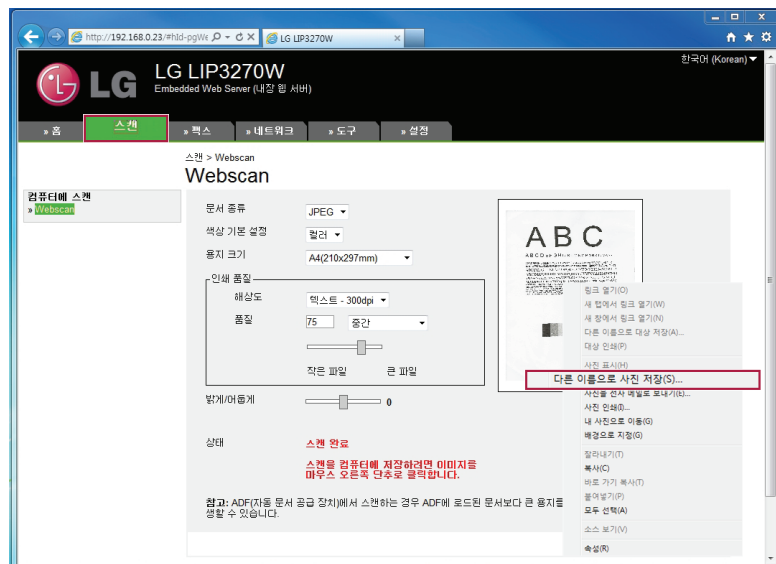 http://192.168.0.23/#hId-pgWe
LG LIP3270W
한국어 (Korean)
LG
LG LIP3270W
Embedded Web Server (내장 웹 서버)
» 홈
스캔
» 팩스
» 네트워크
» 도구
» 설정
스캔 > Webscan
Webscan
컴퓨터에 스캔
» Webscan
문서 종류 JPEG
색상 기본 설정 컬러
용지 크기 A4(210x297mm)
인쇄 품질
해상도 텍스트 - 300dpi
품질 75 중간
작은 파일 큰 파일
밝게/어둡게 0
상태 스캔 완료
스캔을 컴퓨터에 저장하려면 이미지를
마우스 오른쪽 단추로 클릭합니다.
참고: ADF(자동 문서 공급 장치)에서 스캔하는 경우 ADF에 로드된 문서보다 큰 용지를
생할 수 있습니다.
A B C
링크 열기(O)
새 탭에서 링크 열기(W)
새 창에서 링크 열기(N)
다른 이름으로 대상 저장(A)...
대상 인쇄(P)
사진 표시(H)
다른 이름으로 사진 저장(S)...
사진을 전자 메일로 보내기(E)...
사진 인쇄(I)...
내 사진으로 이동(G)
배경으로 지정(G)
잘라내기(T)
복사(C)
바로 가기 복사(T)
붙여넣기(P)
모두 선택(A)
소스 보기(V)
속성(R)